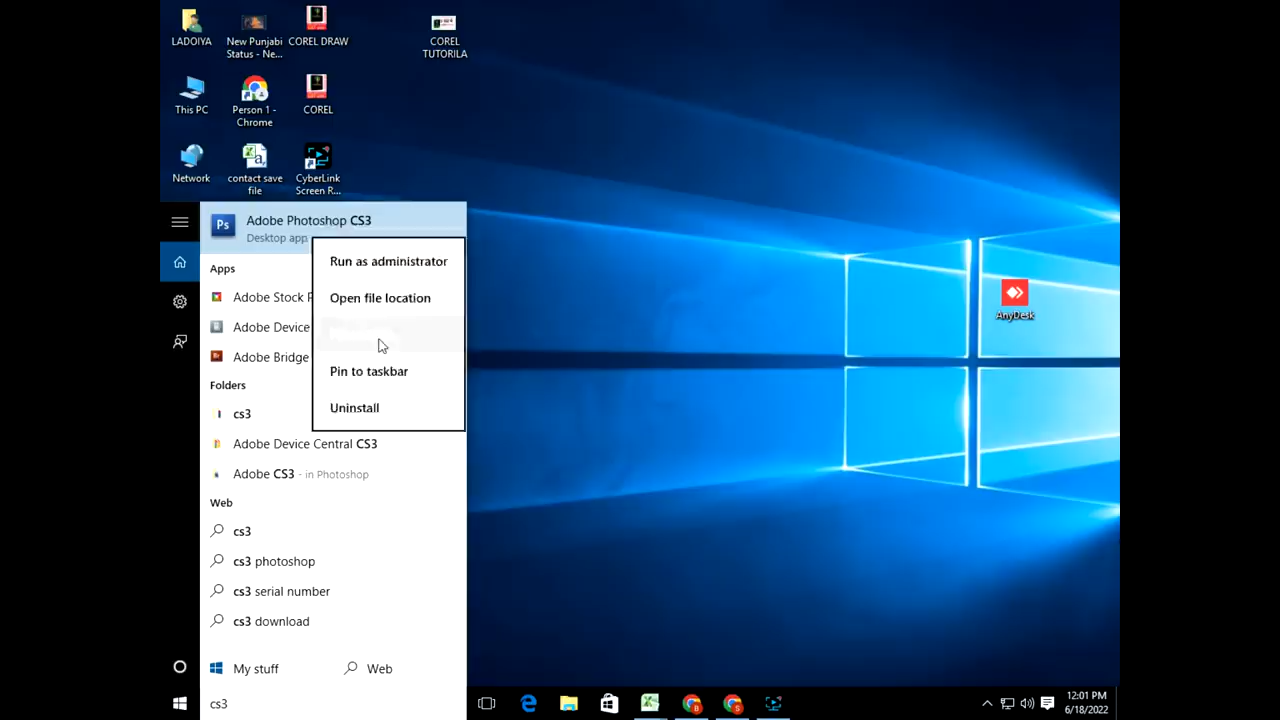 LADOIYA
New Punjabi
Status - Ne...
COREL DRAW
COREL
TUTORILA
This PC
Person 1 -
Chrome
COREL
Network
contact save
file
CyberLink
Screen R...
Ps
Adobe Photoshop CS3
Desktop app
Run as administrator
Open file location
Pin to taskbar
Uninstall
Apps
Adobe Stock
Adobe Device
Adobe Bridge
Folders
cs3
Adobe Device Central CS3
Adobe CS3 - in Photoshop
Web
cs3
cs3 photoshop
cs3 serial number
cs3 download
My stuff
Web
cs3
AnyDesk
12:01 PM
6/18/2022